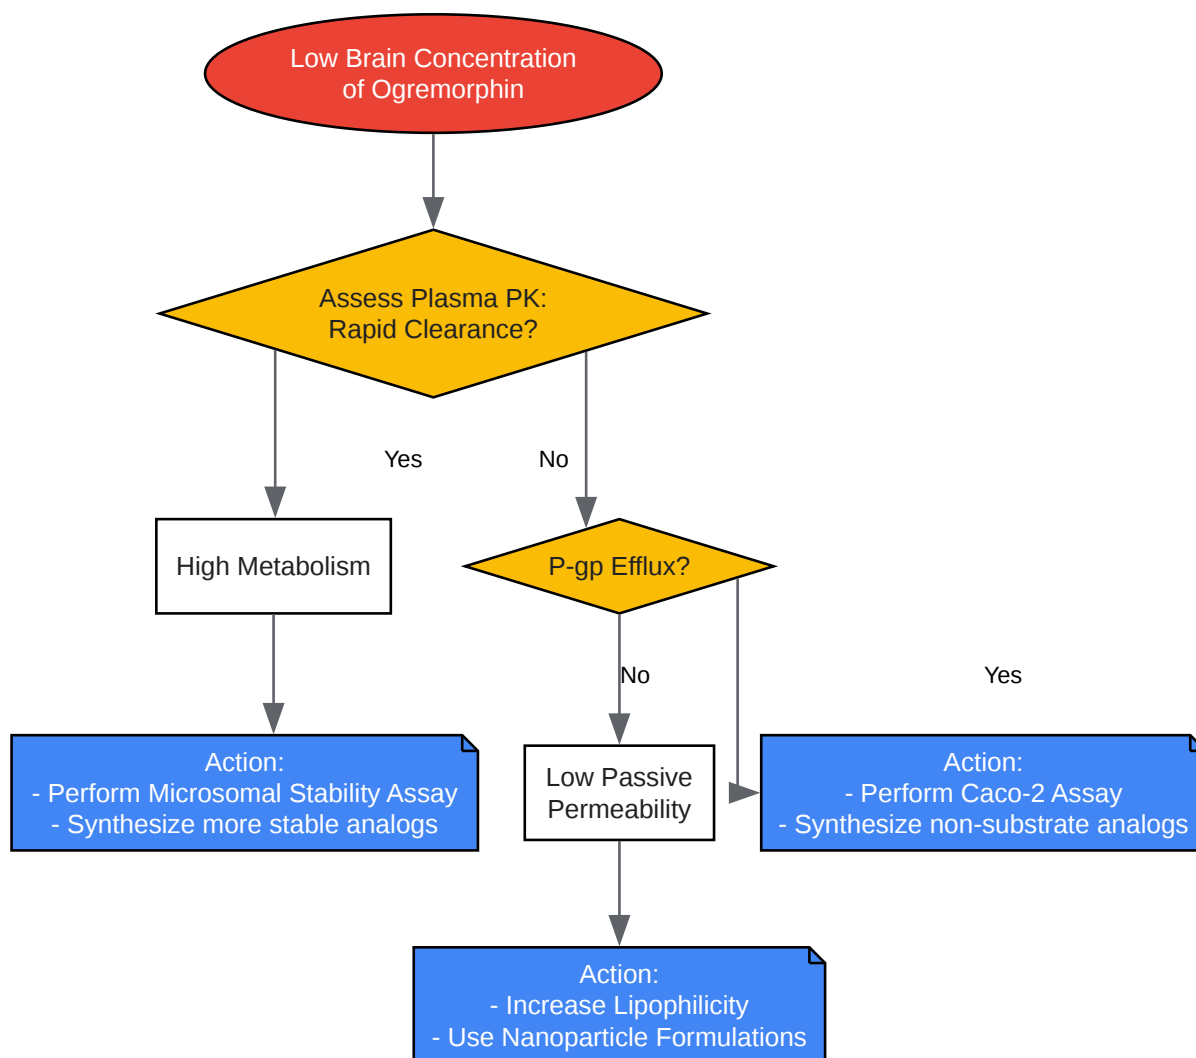 Low Brain Concentration
of Ogremorphin
Assess Plasma PK:
Rapid Clearance?
Yes
No
High Metabolism
P-gp Efflux?
No
Yes
Action:
- Perform Microsomal Stability Assay
- Synthesize more stable analogs
Low Passive
Permeability
Action:
- Perform Caco-2 Assay
- Synthesize non-substrate analogs
Action:
- Increase Lipophilicity
- Use Nanoparticle Formulations